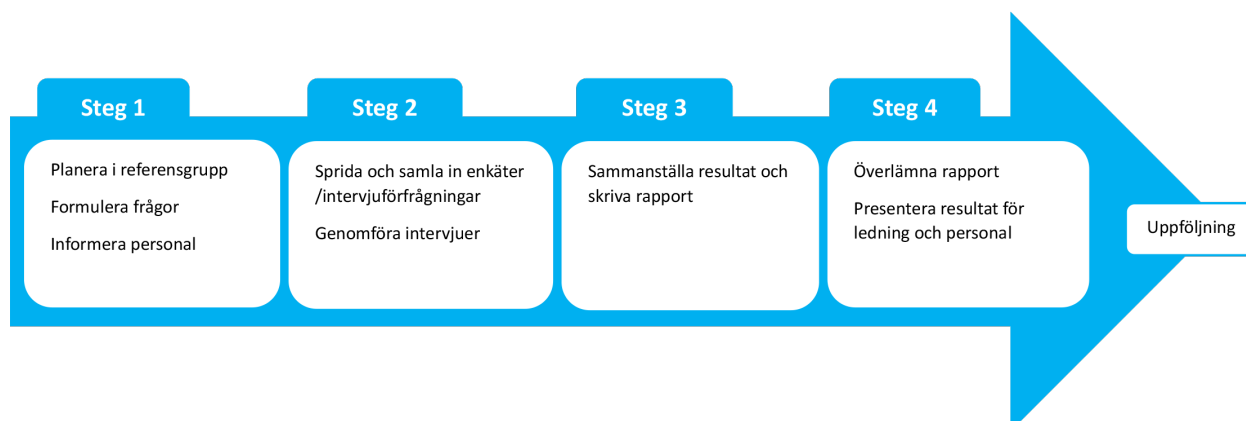 Steg 1
Planera i referensgrupp
Formulera frågor
Informera personal
Steg 2
Sprida och samla in enkäter
/intervjuförfrågningar
Genomföra intervjuer
Steg 3
Sammanställa resultat och
skriva rapport
Steg 4
Överlämna rapport
Presentera resultat för
ledning och personal
Uppföljning